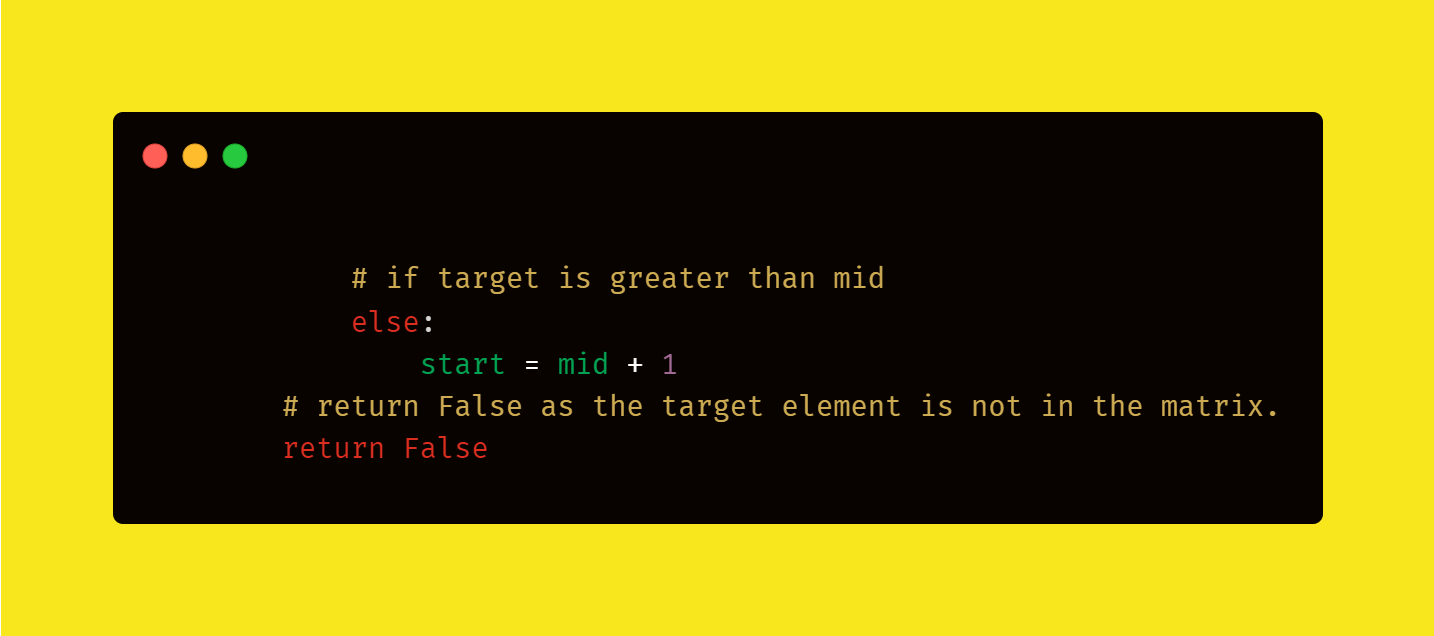 # if target is greater than mid
else:
start = mid + 1
# return False as the target element is not in the matrix.
return False